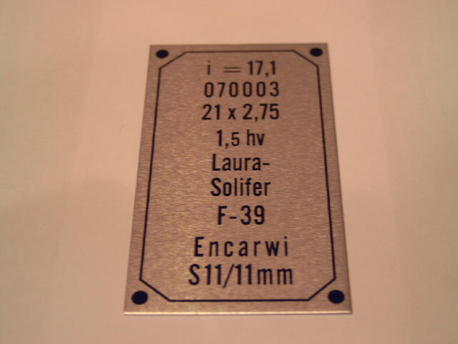 i = 17,1
070003
21 x 2,75
1,5 hv
Laura-
Solifer
F-39
Encarwi
S11/11mm